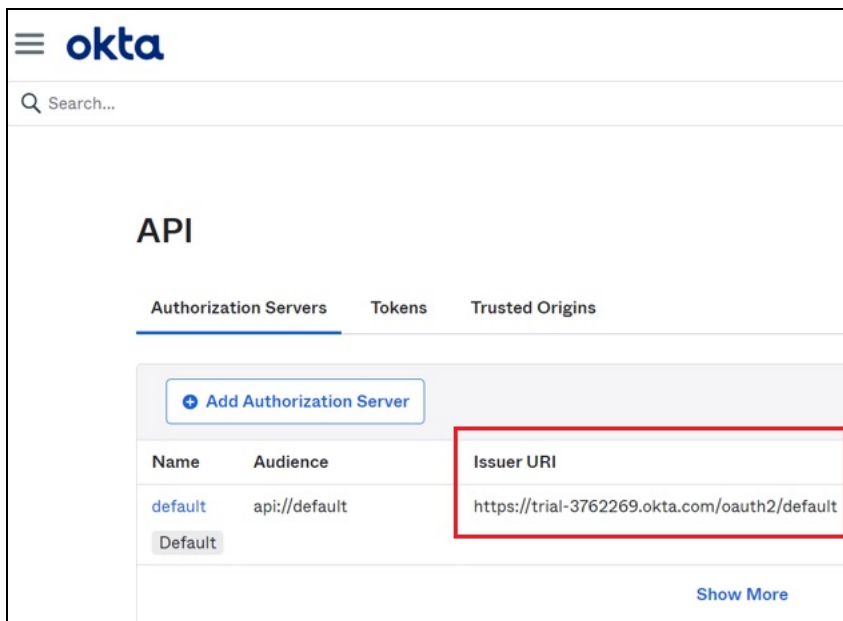 okta
Search...
API
Authorization Servers Tokens Trusted Origins
Add Authorization Server
Name Audience Issuer URI
default api://default https://trial-3762269.okta.com/oauth2/default
Default
Show More